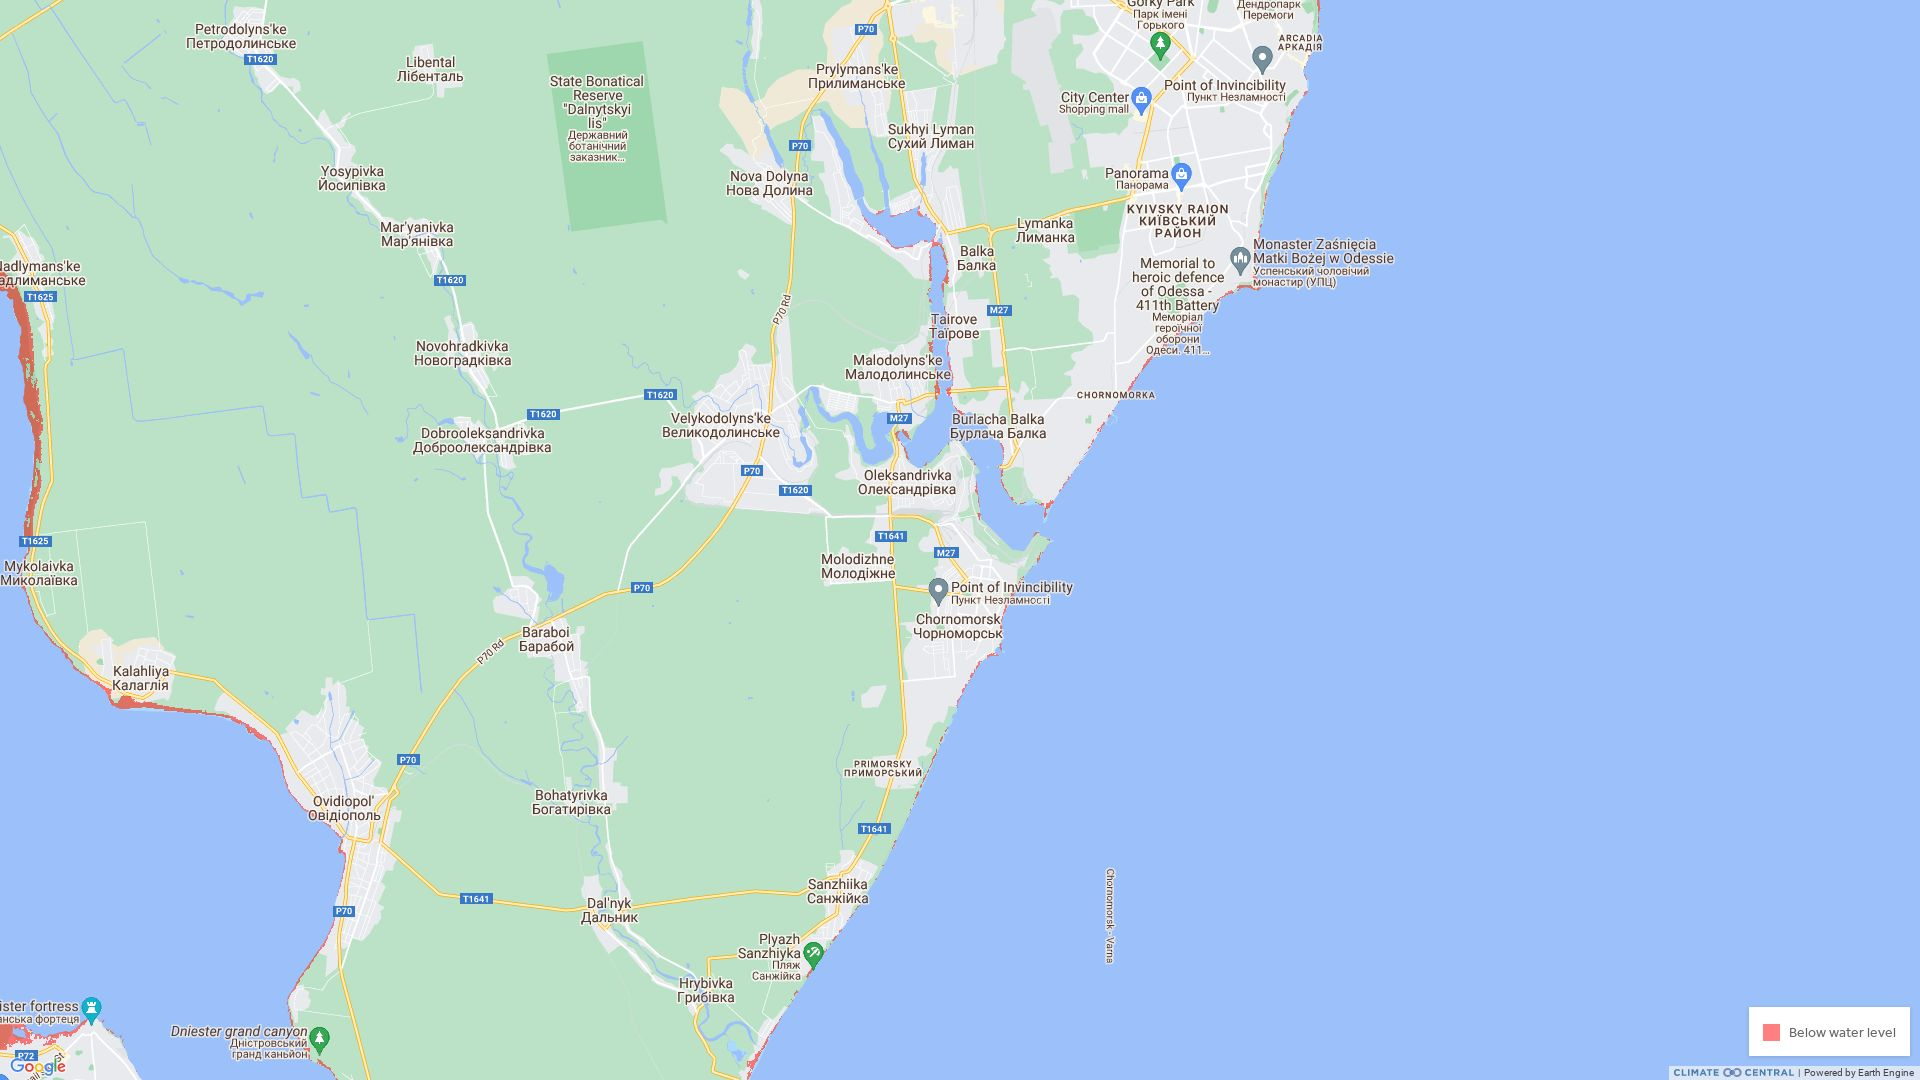 Gorky Park
Парк імені
Горького
Дендропарк
Перемоги
Petrodolyns'ke
Петродолинське
P70
ARCADIA
АРКАДІЯ
T1620
Libental
Лібенталь
Prylymans'ke
Прилиманське
State Bonatical
Reserve
"Dalnytskyi
lis"
Державний
ботанічний
заказник...
Point of Invincibility
Пункт Незламності
City Center
Shopping mall
Sukhyi Lyman
Сухий Лиман
P70
Yosypivka
Йосипівка
Nova Dolyna
Нова Долина
Panorama
Панорама
KYIVSKY RAION
КИЇВСЬКИЙ
РАЙОН
Mar'yanivka
Мар'янівка
Lymanka
Лиманка
Balka
Балка
Monaster Zaśnięcia
Matki Bożej w Odessie
Успенський чоловічий
монастир (УПЦ)
Memorial to
heroic defence
of Odessa -
411th Battery
Меморіал
героїчної
оборони
Одеси. 411...
Nadlymans'ke
адлиманське
T1625
T1620
P70 Rd
M27
Tairove
Таїрове
Novohradkivka
Новоградківка
Malodolyns'ke
Малодолинське
T1620
CHORNOMORKA
T1620
M27
Velykodolyns'ke
Великодолинське
Burlacha Balka
Бурлача Балка
Dobrooleksandrivka
Доброолександрівка
P70
T1620
Oleksandrivka
Олександрівка
T1625
T1641
M27
Mykolaivka
Миколаївка
Molodizhne
Молодіжне
P70
Point of Invincibility
Пункт Незламності
Chornomorsk
Чорноморськ
Baraboi
Барабой
P70 Rd
Kalahliya
Калаглія
P70
PRIMORSKY
ПРИМОРСЬКИЙ
Ovidiopol'
Овідіополь
Bohatyrivka
Богатирівка
T1641
Sanzhiika
Санжійка
T1641
P70
Dal'nyk
Дальник
Chornomorsk - Varna
Plyazh
Sanzhiyka
Пляж
Санжійка
Hrybivka
Грибівка
ister fortress
анська фортеця
Dniester grand canyon
Дністровський
гранд каньйон
P72
Google
Below water level
CLIMATE CENTRAL | Powered by Earth Engine